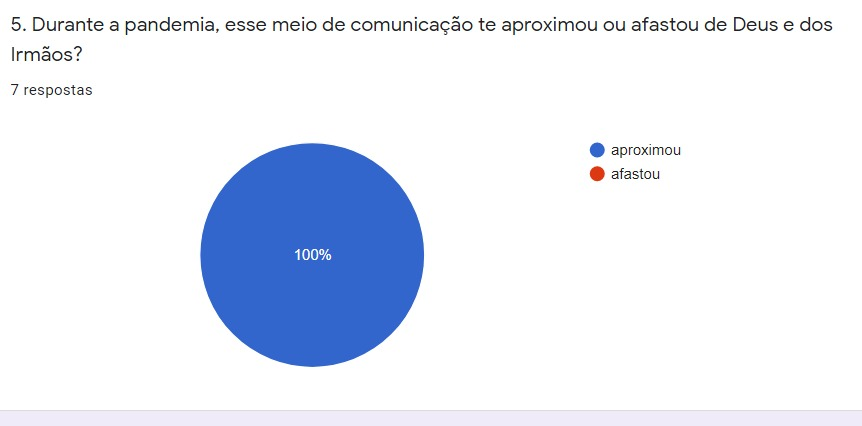 5. Durante a pandemia, esse meio de comunicação te aproximou ou afastou de Deus e dos
Irmãos?
7 respostas
aproximou
afastou
100%